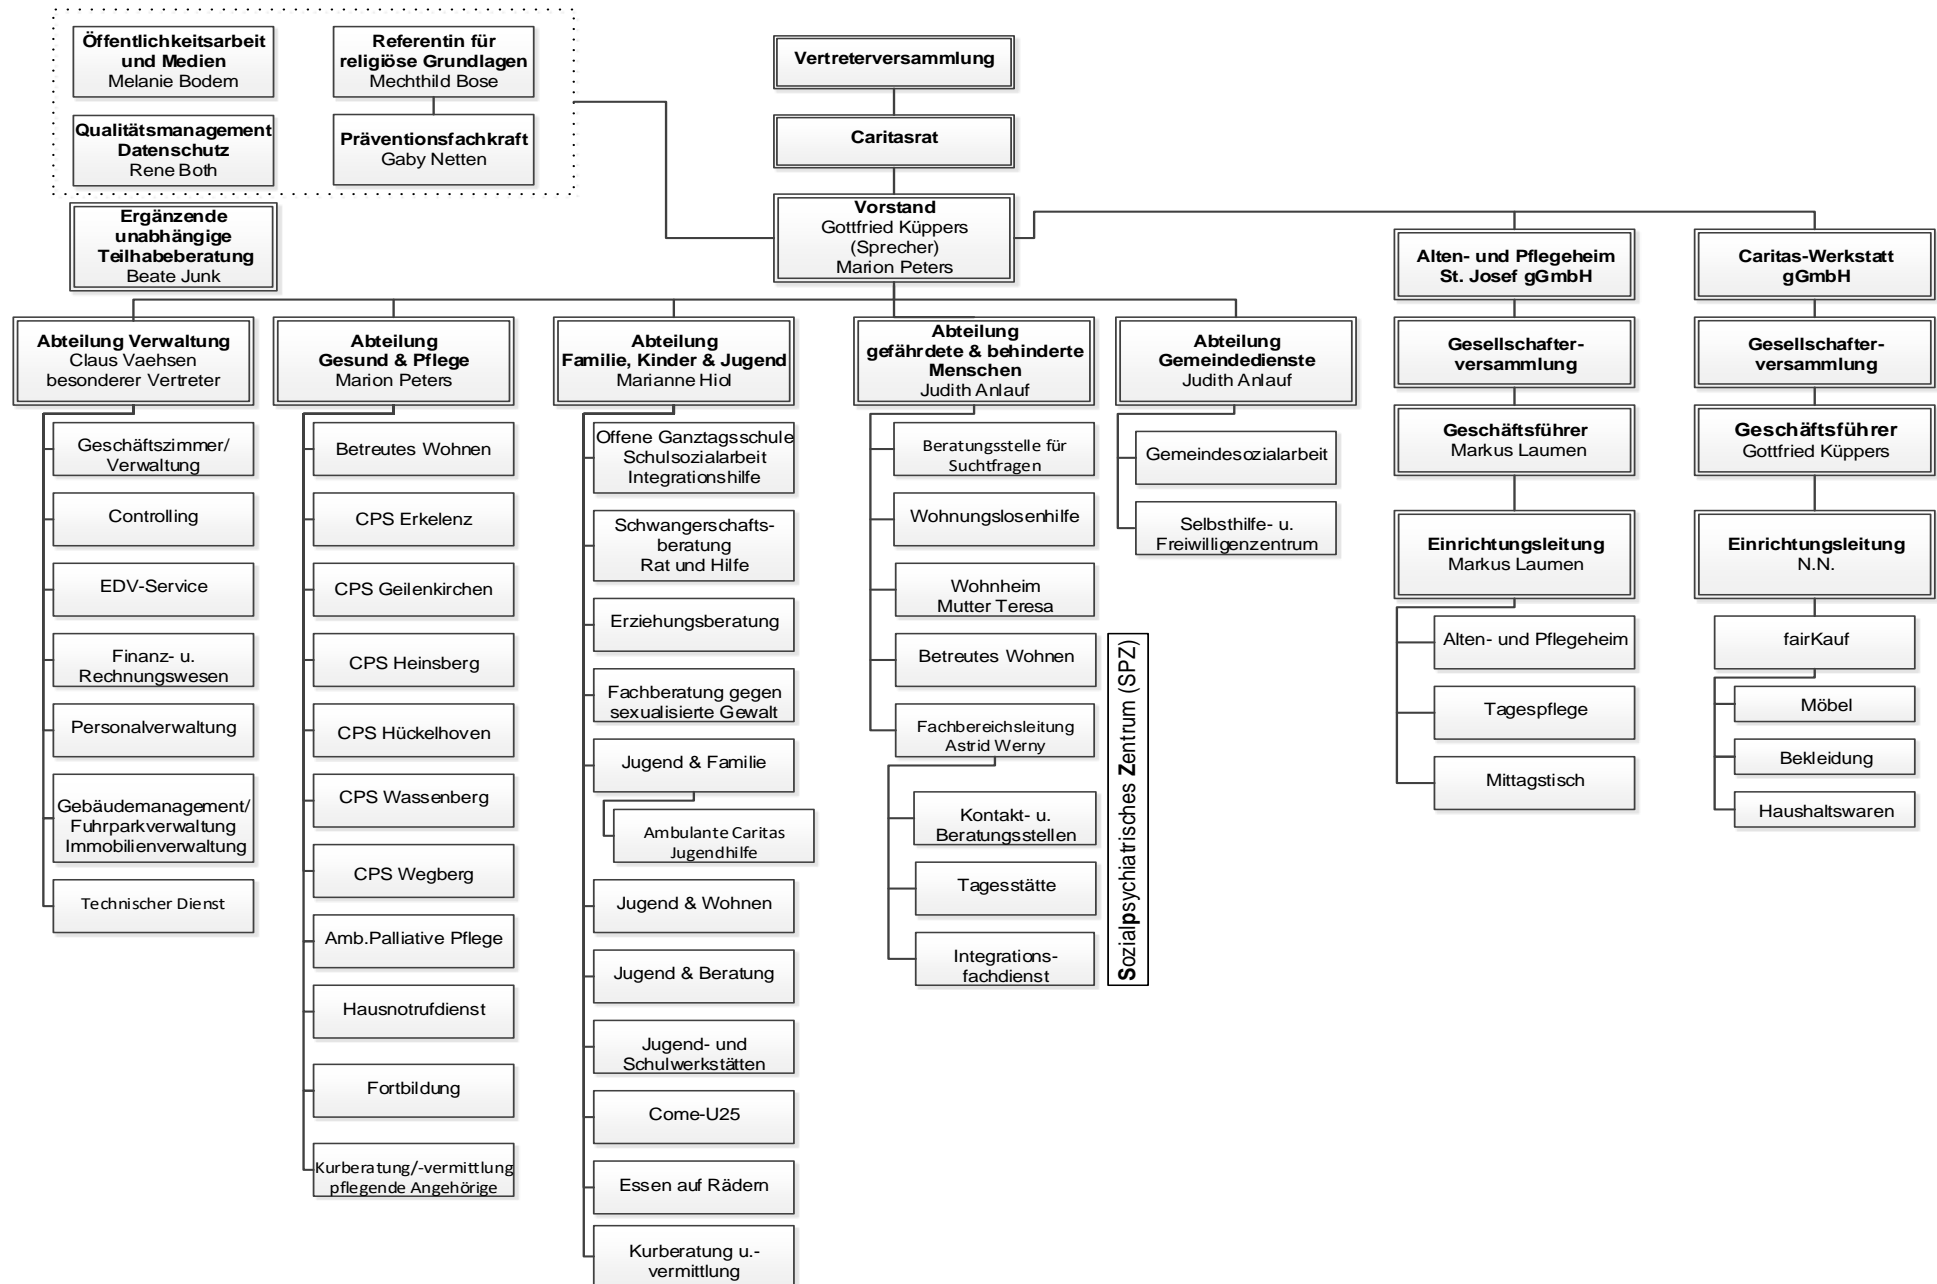 Öffentlichkeitsarbeit
und Medien
Melanie Bodem
Referentin für
religiöse Grundlagen
Mechthild Bose
Qualitätsmanagement
Datenschutz
Rene Both
Präventionsfachkraft
Gaby Netten
Ergänzende
unabhängige
Teilhabeberatung
Beate Junk
Vertreterversammlung
Caritasrat
Vorstand
Gottfried Küppers
(Sprecher)
Marion Peters
Abteilung Verwaltung
Claus Vaehsen
besonderer Vertreter
Geschäftszimmer/
Verwaltung
Controlling
EDV-Service
Finanz- u.
Rechnungswesen
Personalverwaltung
Gebäudemanagement/
Fuhrparkverwaltung
Immobilienverwaltung
Technischer Dienst
Abteilung
Gesund & Pflege
Marion Peters
Betreutes Wohnen
CPS Erkelenz
CPS Geilenkirchen
CPS Heinsberg
CPS Hückelhoven
CPS Wassenberg
CPS Wegberg
Amb.Palliative Pflege
Hausnotrufdienst
Fortbildung
Kurberatung/-vermittlung
pflegende Angehörige
Abteilung
Familie, Kinder & Jugend
Marianne Hiol
Offene Ganztagsschule
Schulsozialarbeit
Integrationshilfe
Schwangerschafts-
beratung
Rat und Hilfe
Erziehungsberatung
Fachberatung gegen
sexualisierte Gewalt
Jugend & Familie
Ambulante Caritas
Jugendhilfe
Jugend & Wohnen
Jugend & Beratung
Jugend- und
Schulwerkstätten
Come-U25
Essen auf Rädern
Kurberatung u.-
vermittlung
Abteilung
gefährdete & behinderte
Menschen
Judith Anlauf
Beratungsstelle für
Suchtfragen
Wohnungslosenhilfe
Wohnheim
Mutter Teresa
Betreutes Wohnen
Fachbereichsleitung
Astrid Werny
Kontakt- u.
Beratungsstellen
Tagesstätte
Integrations-
fachdienst
Sozialpsychiatrisches Zentrum (SPZ)
Abteilung
Gemeindedienste
Judith Anlauf
Gemeindesozialarbeit
Selbsthilfe- u.
Freiwilligenzentrum
Alten- und Pflegeheim
St. Josef gGmbH
Gesellschafter-
versammlung
Geschäftsführer
Markus Laumen
Einrichtungsleitung
Markus Laumen
Alten- und Pflegeheim
Tagespflege
Mittagstisch
Caritas-Werkstatt
gGmbH
Gesellschafter-
versammlung
Geschäftsführer
Gottfried Küppers
Einrichtungsleitung
N.N.
fairKauf
Möbel
Bekleidung
Haushaltswaren